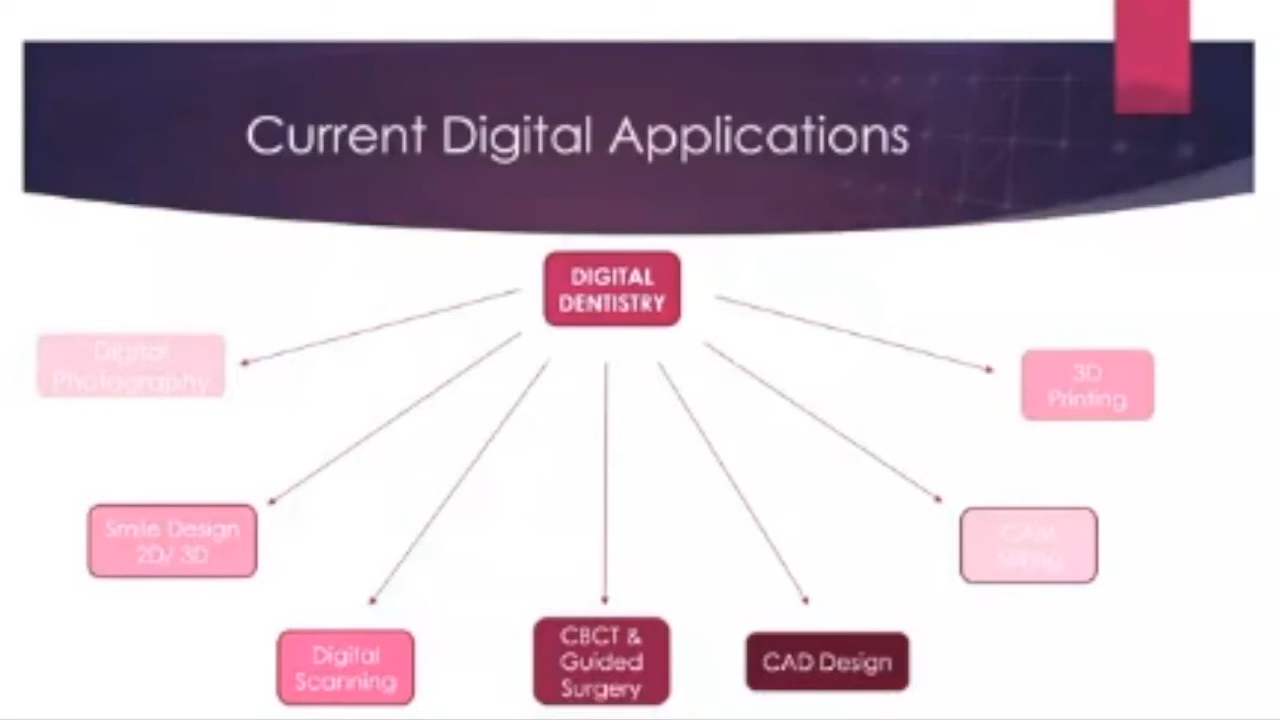 Current Digital Applications
DIGITAL
DENTISTRY
Digital
Photography
3D
Printing
Smile Design
2D/ 3D
CAM
Digital
Scanning
CBCT &
Guided
Surgery
CAD Design